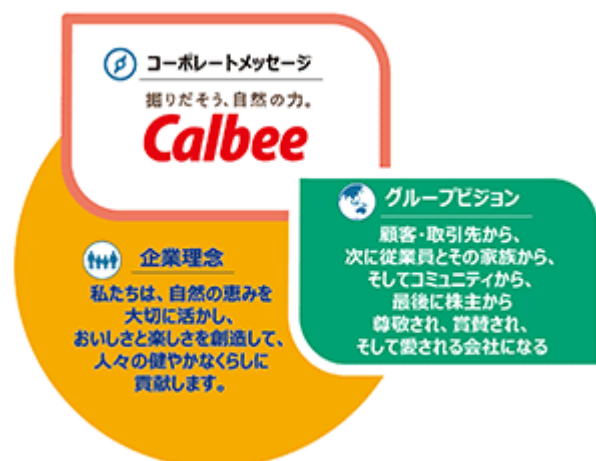 コーポレートメッセージ
掘りだそう、自然の力。
Calbee
企業理念
私たちは、自然の恵みを
大切に活かし、
おいしさと楽しさを創造して、
人々の健やかなくらしに
貢献します。
グループビジョン
顧客・取引先から、
次に従業員とその家族から、
そしてコミュニティから、
最後に株主から
尊敬され、賞賛され、
そして愛される会社になる